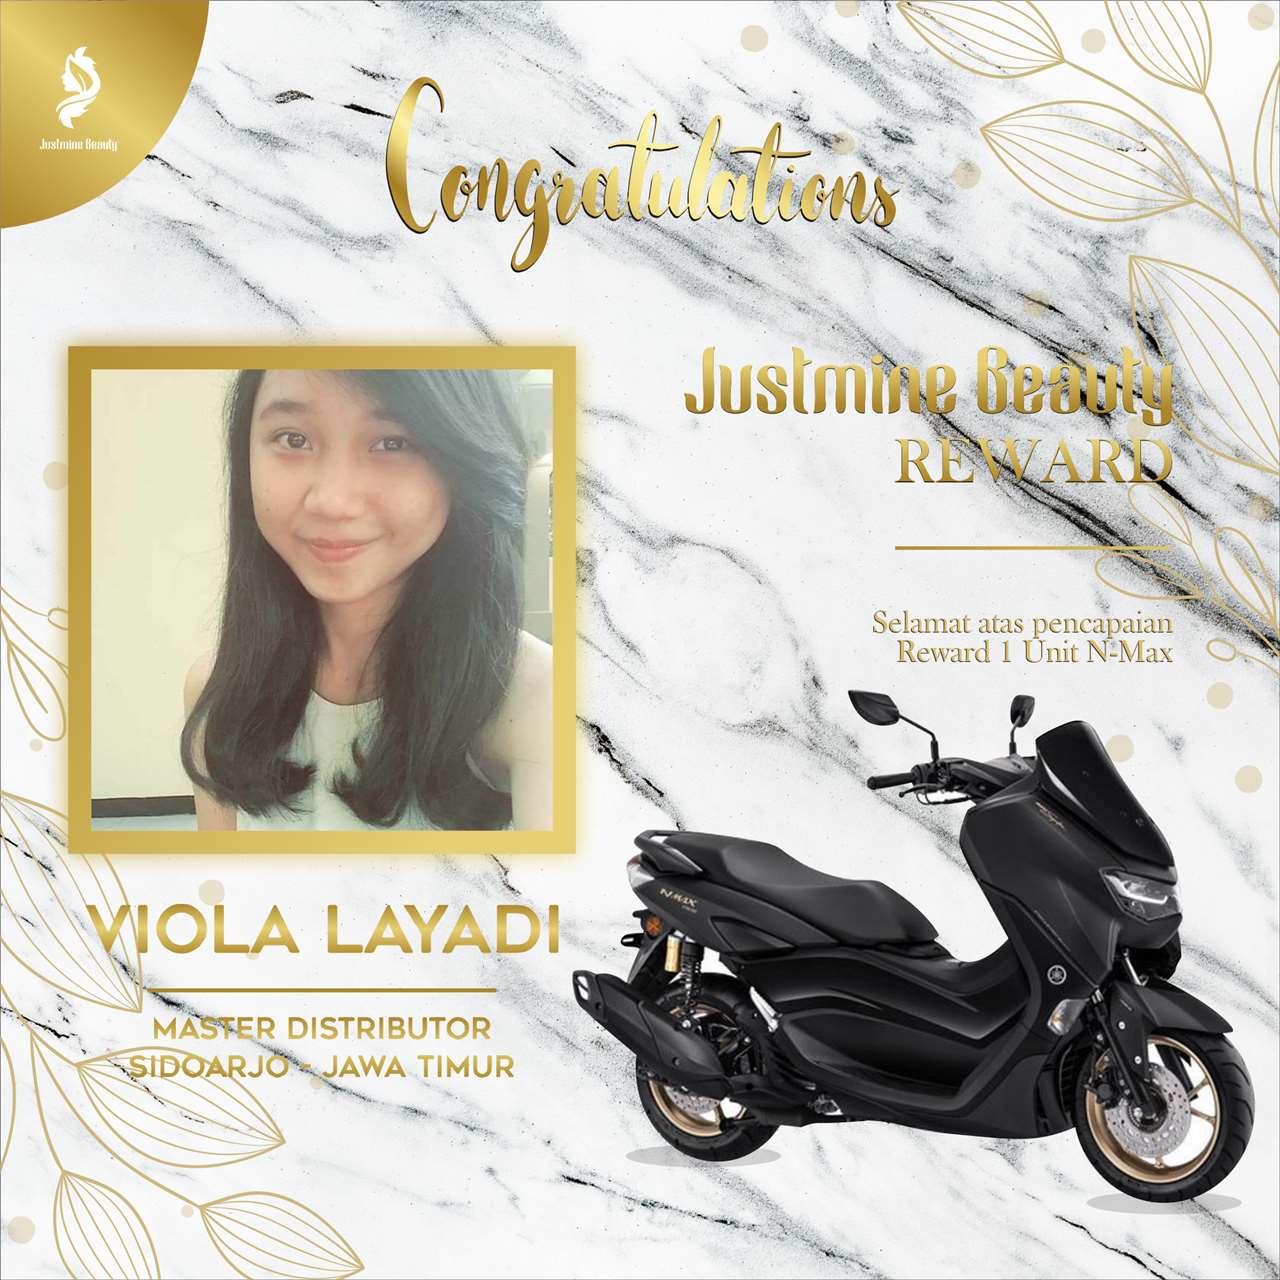 Justmine Beauty
Congratulations
Justmine Beauty
REWARD
Selamat atas pencapaian
Reward 1 Unit N-Max
VIOLA LAYADI
MASTER DISTRIBUTOR
SIDOARJO - JAWA TIMUR
N-MAX